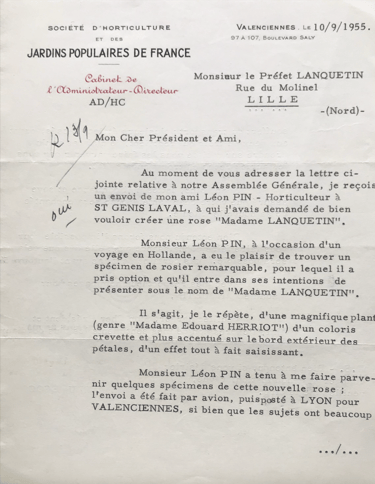 SOCIÉTÉ D'HORTICULTURE
ET DES
JARDINS POPULAIRES DE FRANCE
VALENCIENNES, LE 10/9/1955.
97 A 107, BOULEVARD SALY
Cabinet de
l'Administrateur-Directeur
AD/HC
Monsieur le Préfet LANQUETIN
Rue du Molinel
LILLE
-(Nord)-
Mon Cher Président et Ami,
oui
Au moment de vous adresser la lettre ci-
jointe relative à notre Assemblée Générale, je reçois
un envoi de mon ami Léon PIN - Horticulteur à
ST GENIS LAVAL, à qui j'avais demandé de bien
vouloir créer une rose "Madame LANQUETIN".
Monsieur Léon PIN, à l'occasion d'un
voyage en Hollande, a eu le plaisir de trouver un
spécimen de rosier remarquable, pour lequel il a
pris option et qu'il entre dans ses intentions de
présenter sous le nom de "Madame LANQUETIN".
Il s'agit, je le répète, d'une magnifique plant
(genre "Madame Edouard HERRIOT") d'un coloris
crevette et plus accentué sur le bord extérieur des
pétales, d'un effet tout à fait saisissant.
Monsieur Léon PIN a tenu à me faire parve-
nir quelques spécimens de cette nouvelle rose ;
l'envoi a été fait par avion, puisposté à LYON pour
VALENCIENNES, si bien que les sujets ont beaucoup
.../...